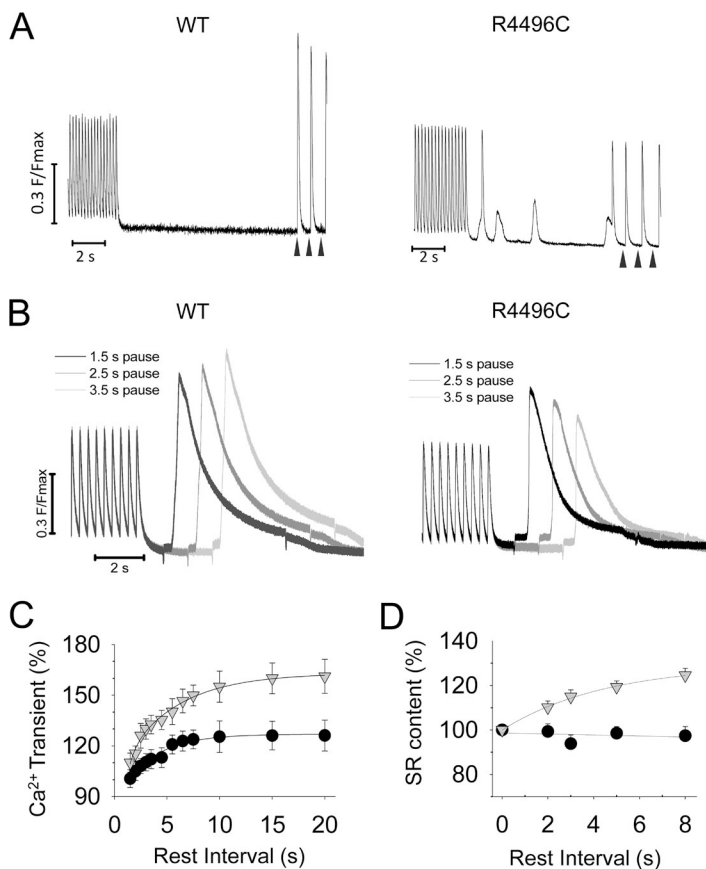 A
WT
R4496C
0.3 F/Fmax
2 s
2 s
B
WT
R4496C
1.5 s pause
2.5 s pause
3.5 s pause
1.5 s pause
2.5 s pause
3.5 s pause
0.3 F/Fmax
2 s
C
D
Ca²⁺ Transient (%)
180
150
120
90
0 5 10 15 20
Rest Interval (s)
SR content (%)
140
120
100
80
0 2 4 6 8
Rest Interval (s)